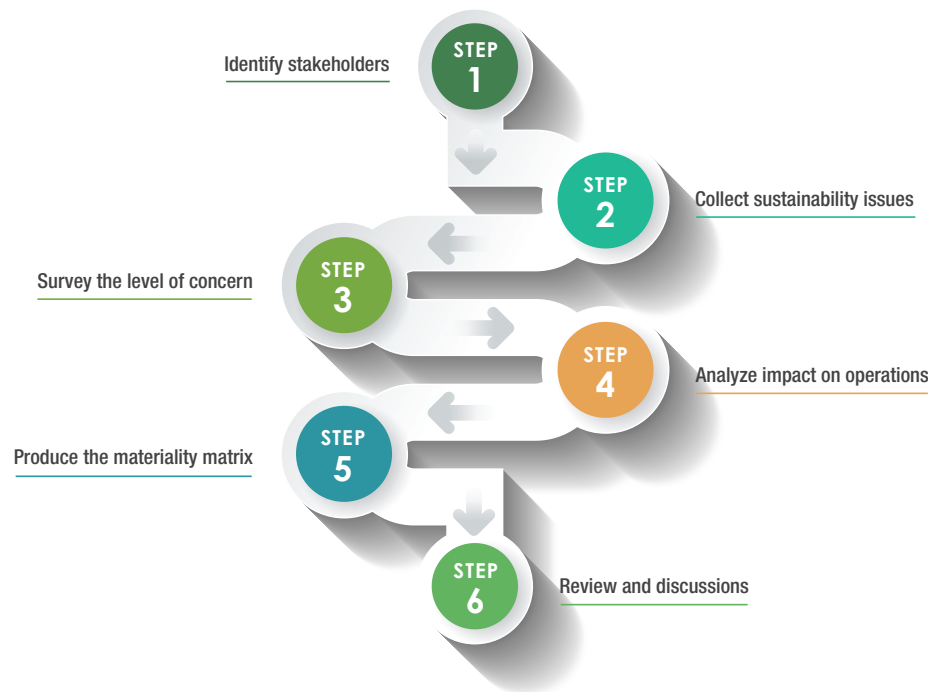 STEP
1
Identify stakeholders
STEP
2
Collect sustainability issues
STEP
3
Survey the level of concern
STEP
4
Analyze impact on operations
STEP
5
Produce the materiality matrix
STEP
6
Review and discussions